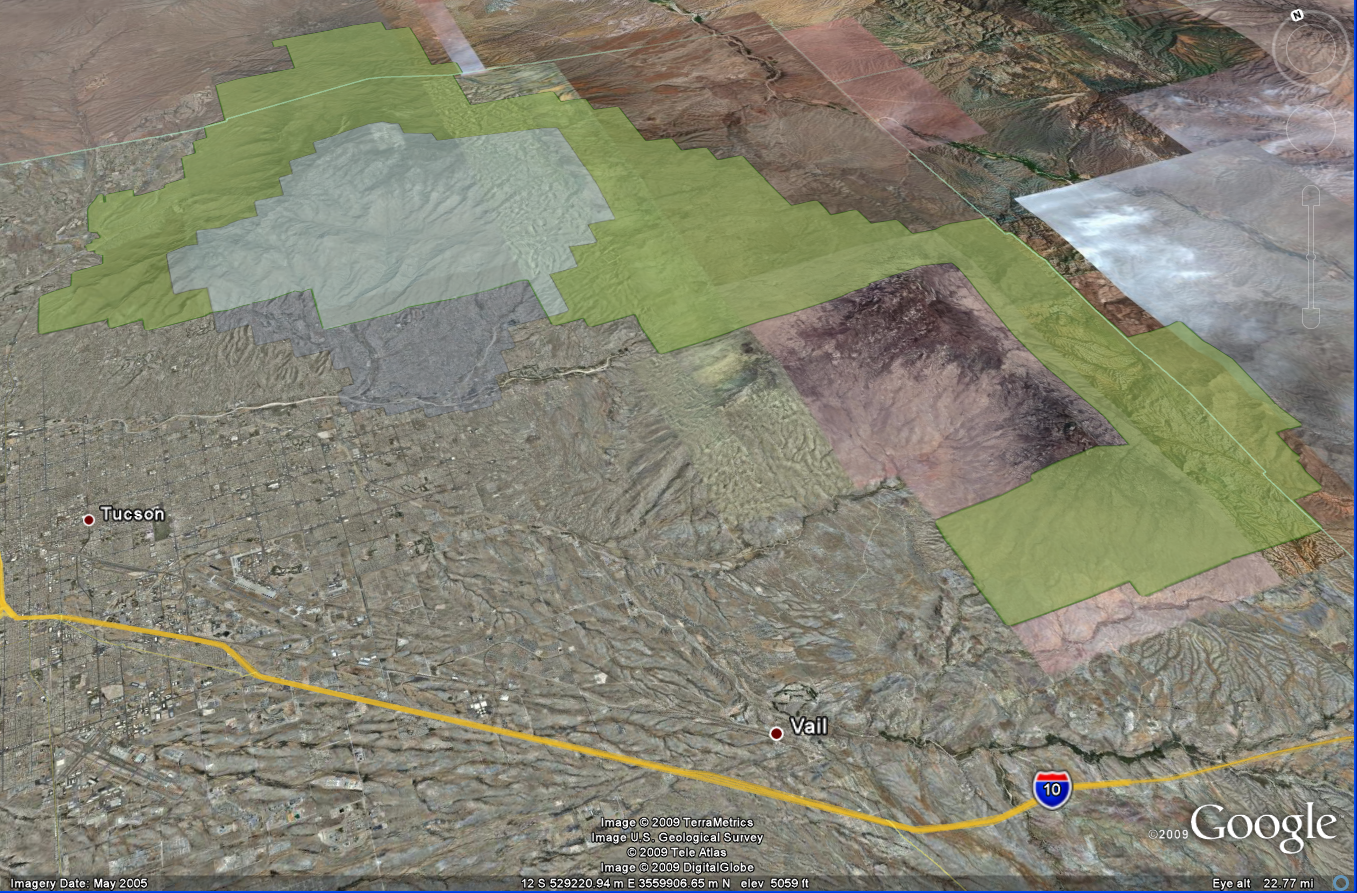 N
Tucson
Vail
10
Image © 2009 TerraMetrics
Image U.S. Geological Survey
© 2009 Tele Atlas
Image © 2009 DigitalGlobe
©2009 Google
Imagery Date: May 2005
12 S 529220.94 m E 3559906.65 m N elev 5059 ft
Eye alt 22.77 mi